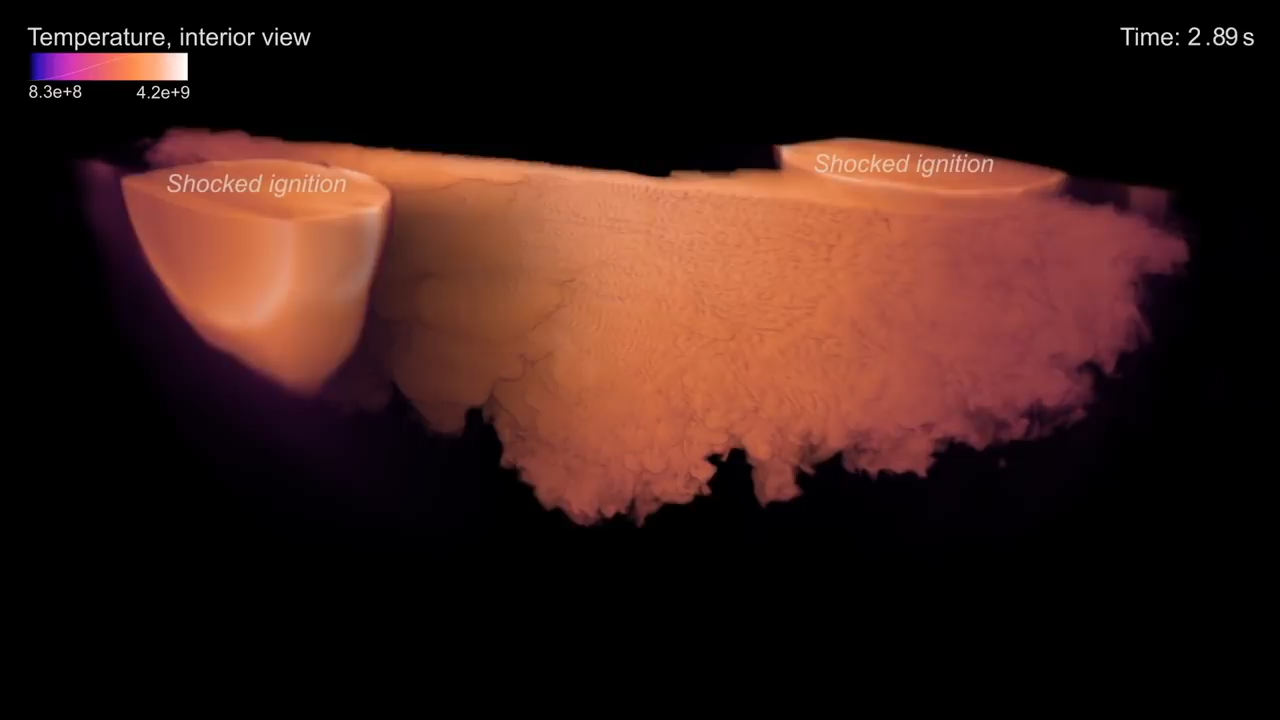 Temperature, interior view
Time: 2.89 s
8.3e+8 4.2e+9
Shocked ignition
Shocked ignition